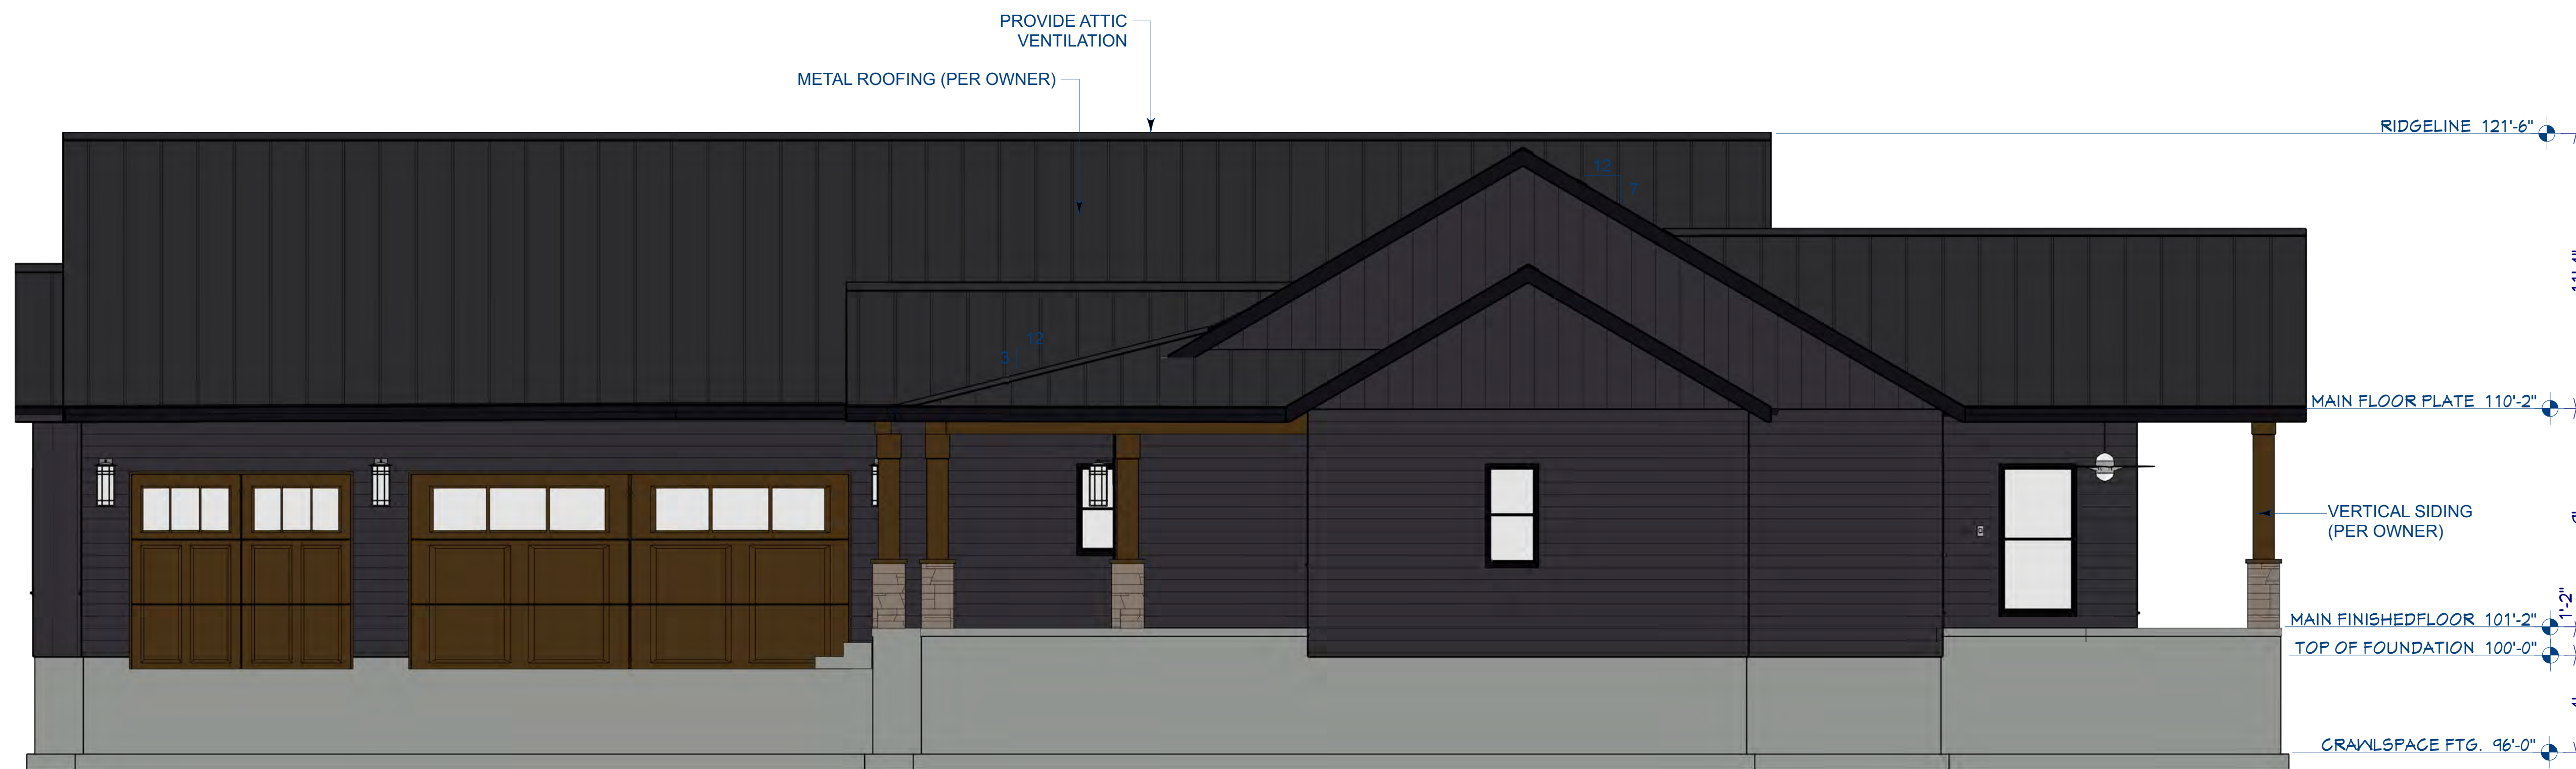 PROVIDE ATTIC
VENTILATION
METAL ROOFING (PER OWNER)
RIDGELINE 121'-6"
12
7
12
3
MAIN FLOOR PLATE 110'-2"
VERTICAL SIDING
(PER OWNER)
1'-2"
MAIN FINISHEDFLOOR 101'-2"
TOP OF FOUNDATION 100'-0"
CRAWLSPACE FTG. 96'-0"